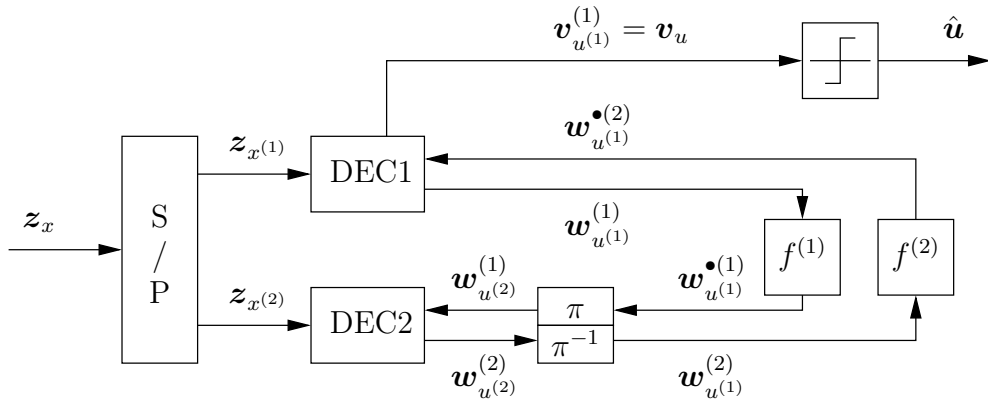 v_{u^{(1)}}^{(1)} = v_u
û
w_{u^{(1)}}^{•(2)}
z_{x^{(1)}}
DEC1
z_x
S
/
P
w_{u^{(1)}}^{(1)}
f^{(1)}
f^{(2)}
z_{x^{(2)}}
w_{u^{(2)}}^{(1)}
w_{u^{(1)}}^{•(1)}
DEC2
π
π^{-1}
w_{u^{(2)}}^{(2)}
w_{u^{(1)}}^{(2)}